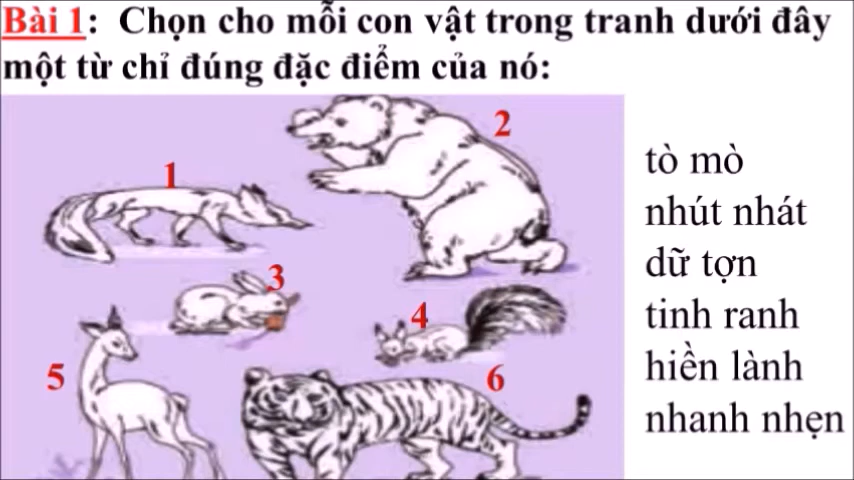 Bài 1: Chọn cho mỗi con vật trong tranh dưới đây
một từ chỉ đúng đặc điểm của nó:
1
2
3
4
5
6
tò mò
nhút nhát
dữ tợn
tinh ranh
hiền lành
nhanh nhẹn